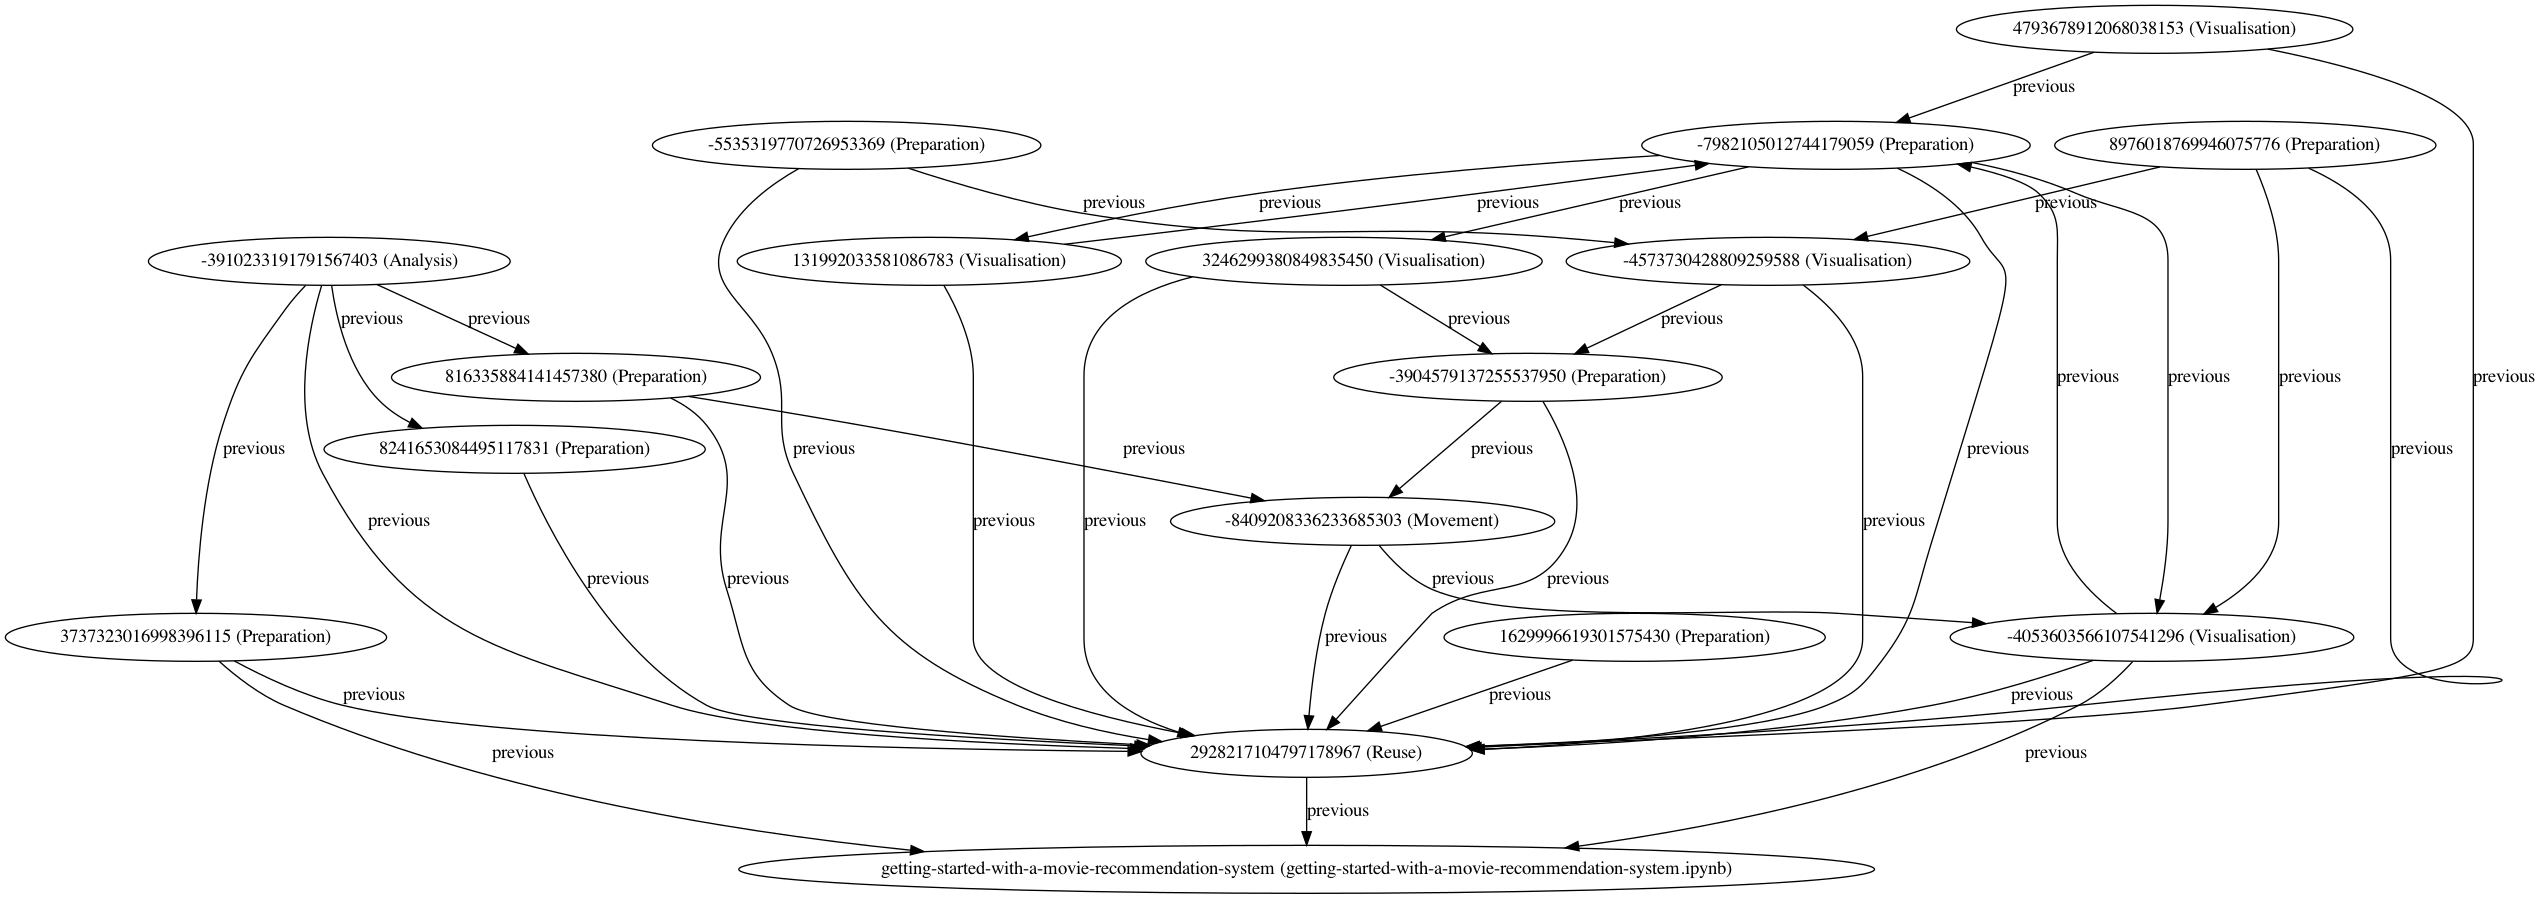 4793678912068038153 (Visualisation)
previous
-5535319770726953369 (Preparation)
-7982105012744179059 (Preparation)
8976018769946075776 (Preparation)
previous
previous
previous
previous
previous
-3910233191791567403 (Analysis)
131992033581086783 (Visualisation)
3246299380849835450 (Visualisation)
-4573730428809259588 (Visualisation)
previous
previous
previous
previous
816335884141457380 (Preparation)
-3904579137255537950 (Preparation)
previous
previous
previous
previous
previous
8241653084495117831 (Preparation)
previous
previous
previous
previous
previous
previous
previous
previous
-8409208336233685303 (Movement)
previous
previous
previous
previous
previous
3737323016998396115 (Preparation)
previous
1629996619301575430 (Preparation)
-4053603566107541296 (Visualisation)
previous
previous
previous
2928217104797178967 (Reuse)
previous
previous
previous
getting-started-with-a-movie-recommendation-system (getting-started-with-a-movie-recommendation-system.ipynb)